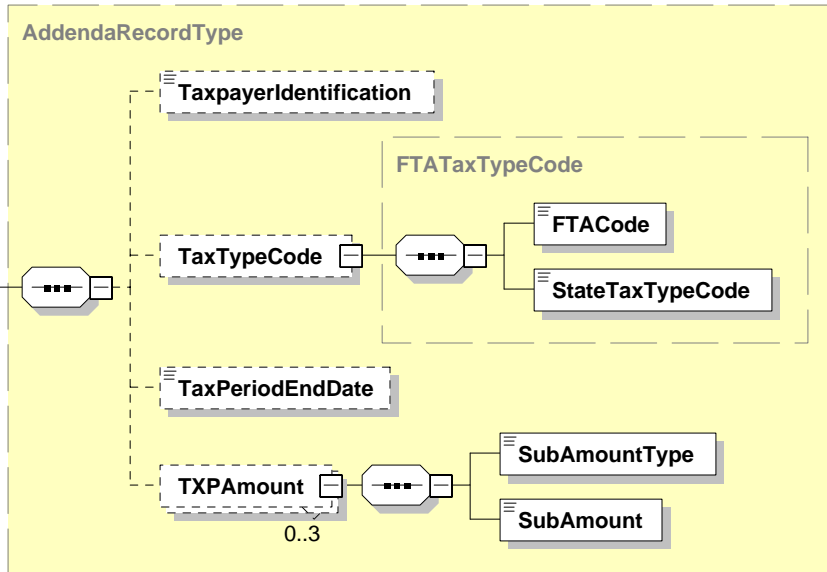 AddendaRecordType
TaxpayerIdentification
FTATaxTypeCode
FTACode
TaxTypeCode
StateTaxTypeCode
TaxPeriodEndDate
SubAmountType
TXPAmount
SubAmount
0..3